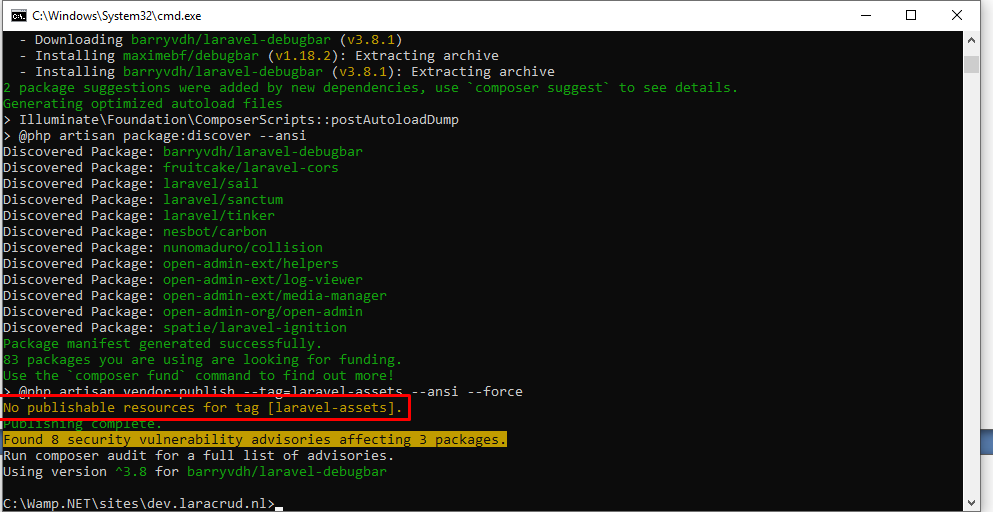 C:\Windows\System32\cmd.exe
- Downloading barryvdh/laravel-debugbar (v3.8.1)
- Installing maximebf/debugbar (v1.18.2): Extracting archive
- Installing barryvdh/laravel-debugbar (v3.8.1): Extracting archive
2 package suggestions were added by new dependencies, use `composer suggest` to see details.
Generating optimized autoload files
> Illuminate\Foundation\ComposerScripts::postAutoloadDump
> @php artisan package:discover --ansi
Discovered Package: barryvdh/laravel-debugbar
Discovered Package: fruitcake/laravel-cors
Discovered Package: laravel/sail
Discovered Package: laravel/sanctum
Discovered Package: laravel/tinker
Discovered Package: nesbot/carbon
Discovered Package: nunomaduro/collision
Discovered Package: open-admin-ext/helpers
Discovered Package: open-admin-ext/log-viewer
Discovered Package: open-admin-ext/media-manager
Discovered Package: open-admin-org/open-admin
Discovered Package: spatie/laravel-ignition
Package manifest generated successfully.
83 packages you are using are looking for funding.
Use the `composer fund` command to find out more!
> @php artisan vendor:publish --tag=laravel-assets --ansi --force
No publishable resources for tag [laravel-assets].
Publishing complete.
Found 8 security vulnerability advisories affecting 3 packages.
Run composer audit for a full list of advisories.
Using version ^3.8 for barryvdh/laravel-debugbar
C:\Wamp.NET\sites\dev.laracrud.nl>